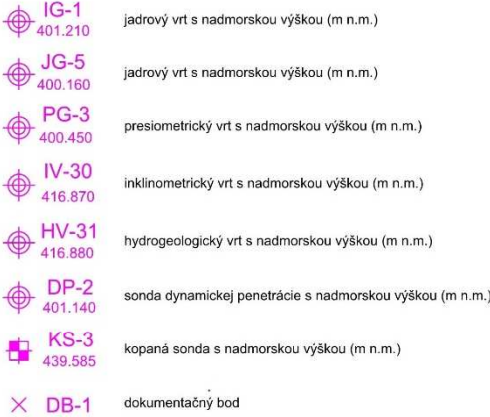 IG-1
401.210
jadrový vrt s nadmorskou výškou (m n.m.)
JG-5
400.160
jadrový vrt s nadmorskou výškou (m n.m.)
PG-3
400.450
presiometrický vrt s nadmorskou výškou (m n.m.)
IV-30
416.870
inklinometrický vrt s nadmorskou výškou (m n.m.)
HV-31
416.880
hydrogeologický vrt s nadmorskou výškou (m n.m.)
DP-2
401.140
sonda dynamickej penetrácie s nadmorskou výškou (m n.m.)
KS-3
439.585
kopaná sonda s nadmorskou výškou (m n.m.)
DB-1
dokumentačný bod